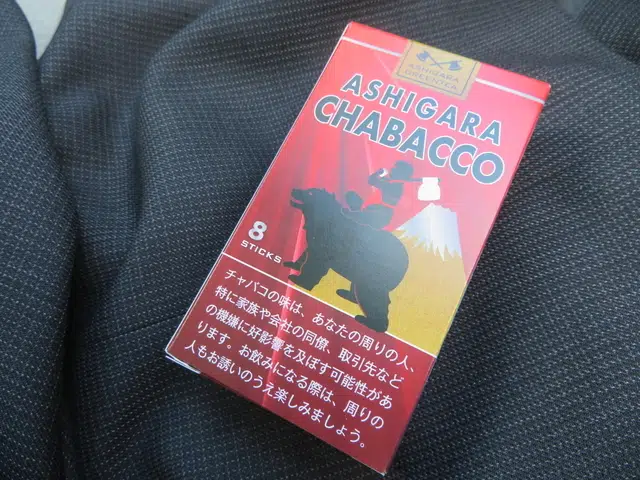 ASHIGARA
GREENTEA
ASHIGARA
CHABACCO
8
STICKS
チャバコの味は、あなたの周りの人、
特に家族や会社の同僚、取引先など
の機嫌に好影響を及ぼす可能性があ
ります。お飲みになる際は、周りの
人もお誘いのうえ楽しみましょう。